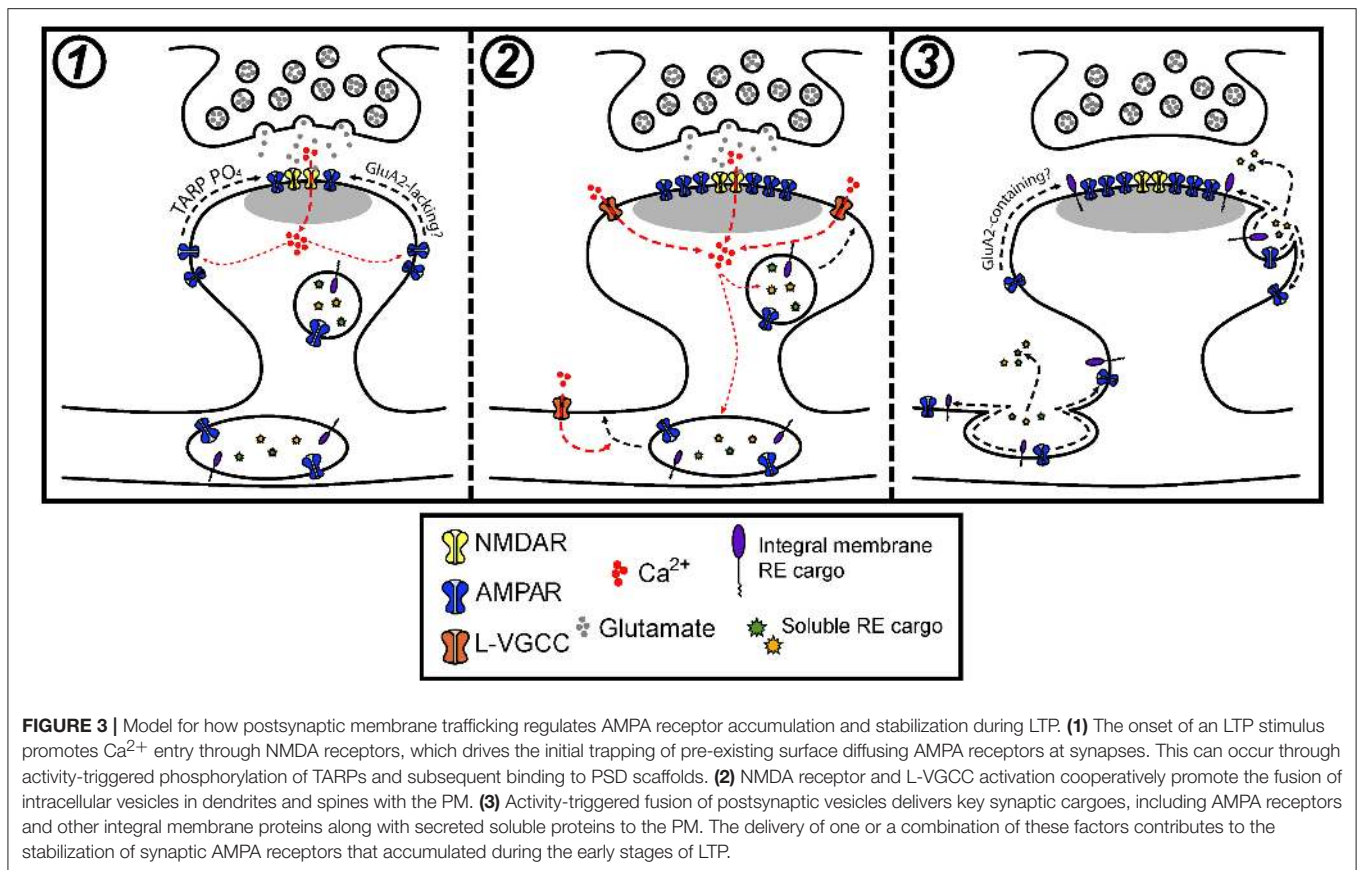 1
2
3
TARP PO₄
GluA2-lacking?
GluA2-containing?
NMDAR
AMPAR
L-VGCC
Ca²⁺
Glutamate
Integral membrane
RE cargo
Soluble RE cargo
FIGURE 3 | Model for how postsynaptic membrane trafficking regulates AMPA receptor accumulation and stabilization during LTP. (1) The onset of an LTP stimulus
promotes Ca²⁺ entry through NMDA receptors, which drives the initial trapping of pre-existing surface diffusing AMPA receptors at synapses. This can occur through
activity-triggered phosphorylation of TARPs and subsequent binding to PSD scaffolds. (2) NMDA receptor and L-VGCC activation cooperatively promote the fusion of
intracellular vesicles in dendrites and spines with the PM. (3) Activity-triggered fusion of postsynaptic vesicles delivers key synaptic cargoes, including AMPA receptors
and other integral membrane proteins along with secreted soluble proteins to the PM. The delivery of one or a combination of these factors contributes to the
stabilization of synaptic AMPA receptors that accumulated during the early stages of LTP.